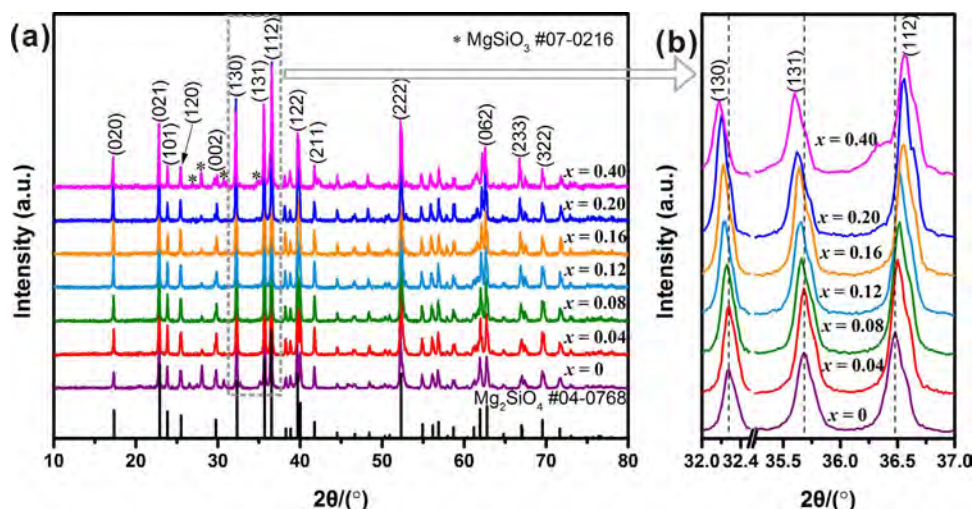 (a)
* MgSiO3 #07-0216
(020)
(021)
(101)
(120)
(002)
(130)
(131)
(112)
(122)
(211)
(222)
(062)
(233)
(322)
*
*
*
*
x = 0.40
x = 0.20
x = 0.16
x = 0.12
x = 0.08
x = 0.04
x = 0
Mg2SiO4 #04-0768
Intensity (a.u.)
10 20 30 40 50 60 70 80
2θ/(°)
(b)
(130)
(131)
(112)
x = 0.40
x = 0.20
x = 0.16
x = 0.12
x = 0.08
x = 0.04
x = 0
Intensity (a.u.)
32.0 32.4 35.5 36.0 36.5 37.0
2θ/(°)